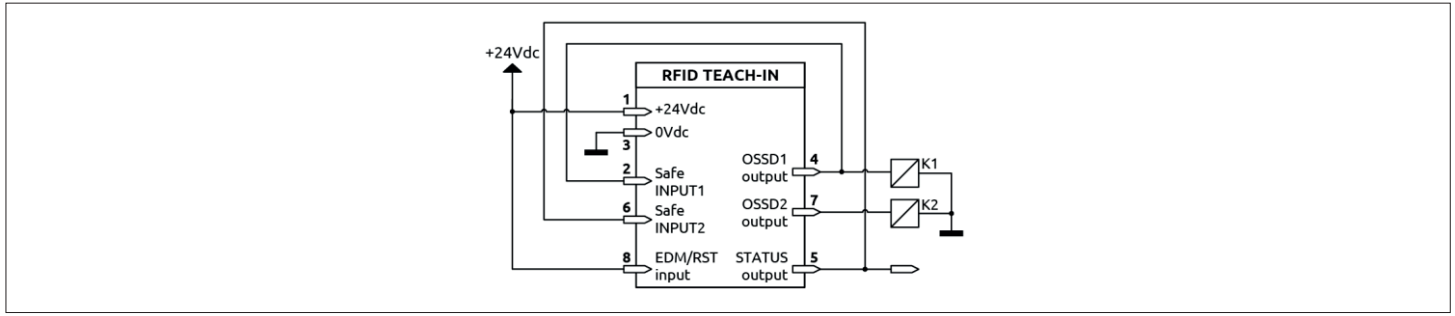 +24Vdc
RFID TEACH-IN
1
+24Vdc
0Vdc
3
2
Safe
INPUT1
6
Safe
INPUT2
8
EDM/RST
input
OSSD1
output
4
K1
OSSD2
output
7
K2
STATUS
output
5